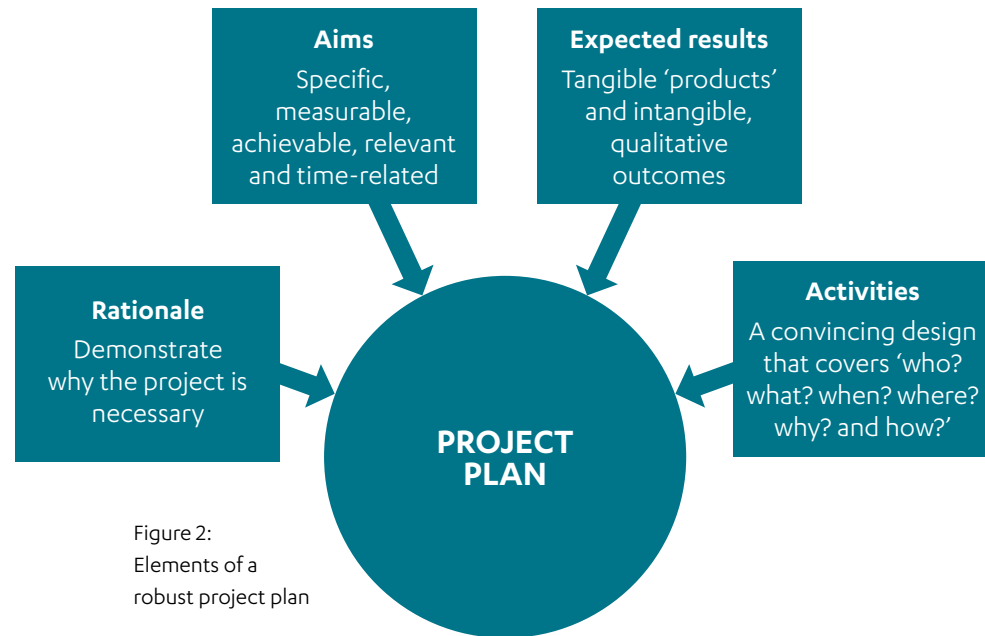 Aims
Specific,
measurable,
achievable, relevant
and time-related
Expected results
Tangible ‘products’
and intangible,
qualitative
outcomes
Rationale
Demonstrate
why the project is
necessary
Activities
A convincing design
that covers ‘who?
what? when? where?
why? and how?’
PROJECT
PLAN
Figure 2:
Elements of a
robust project plan